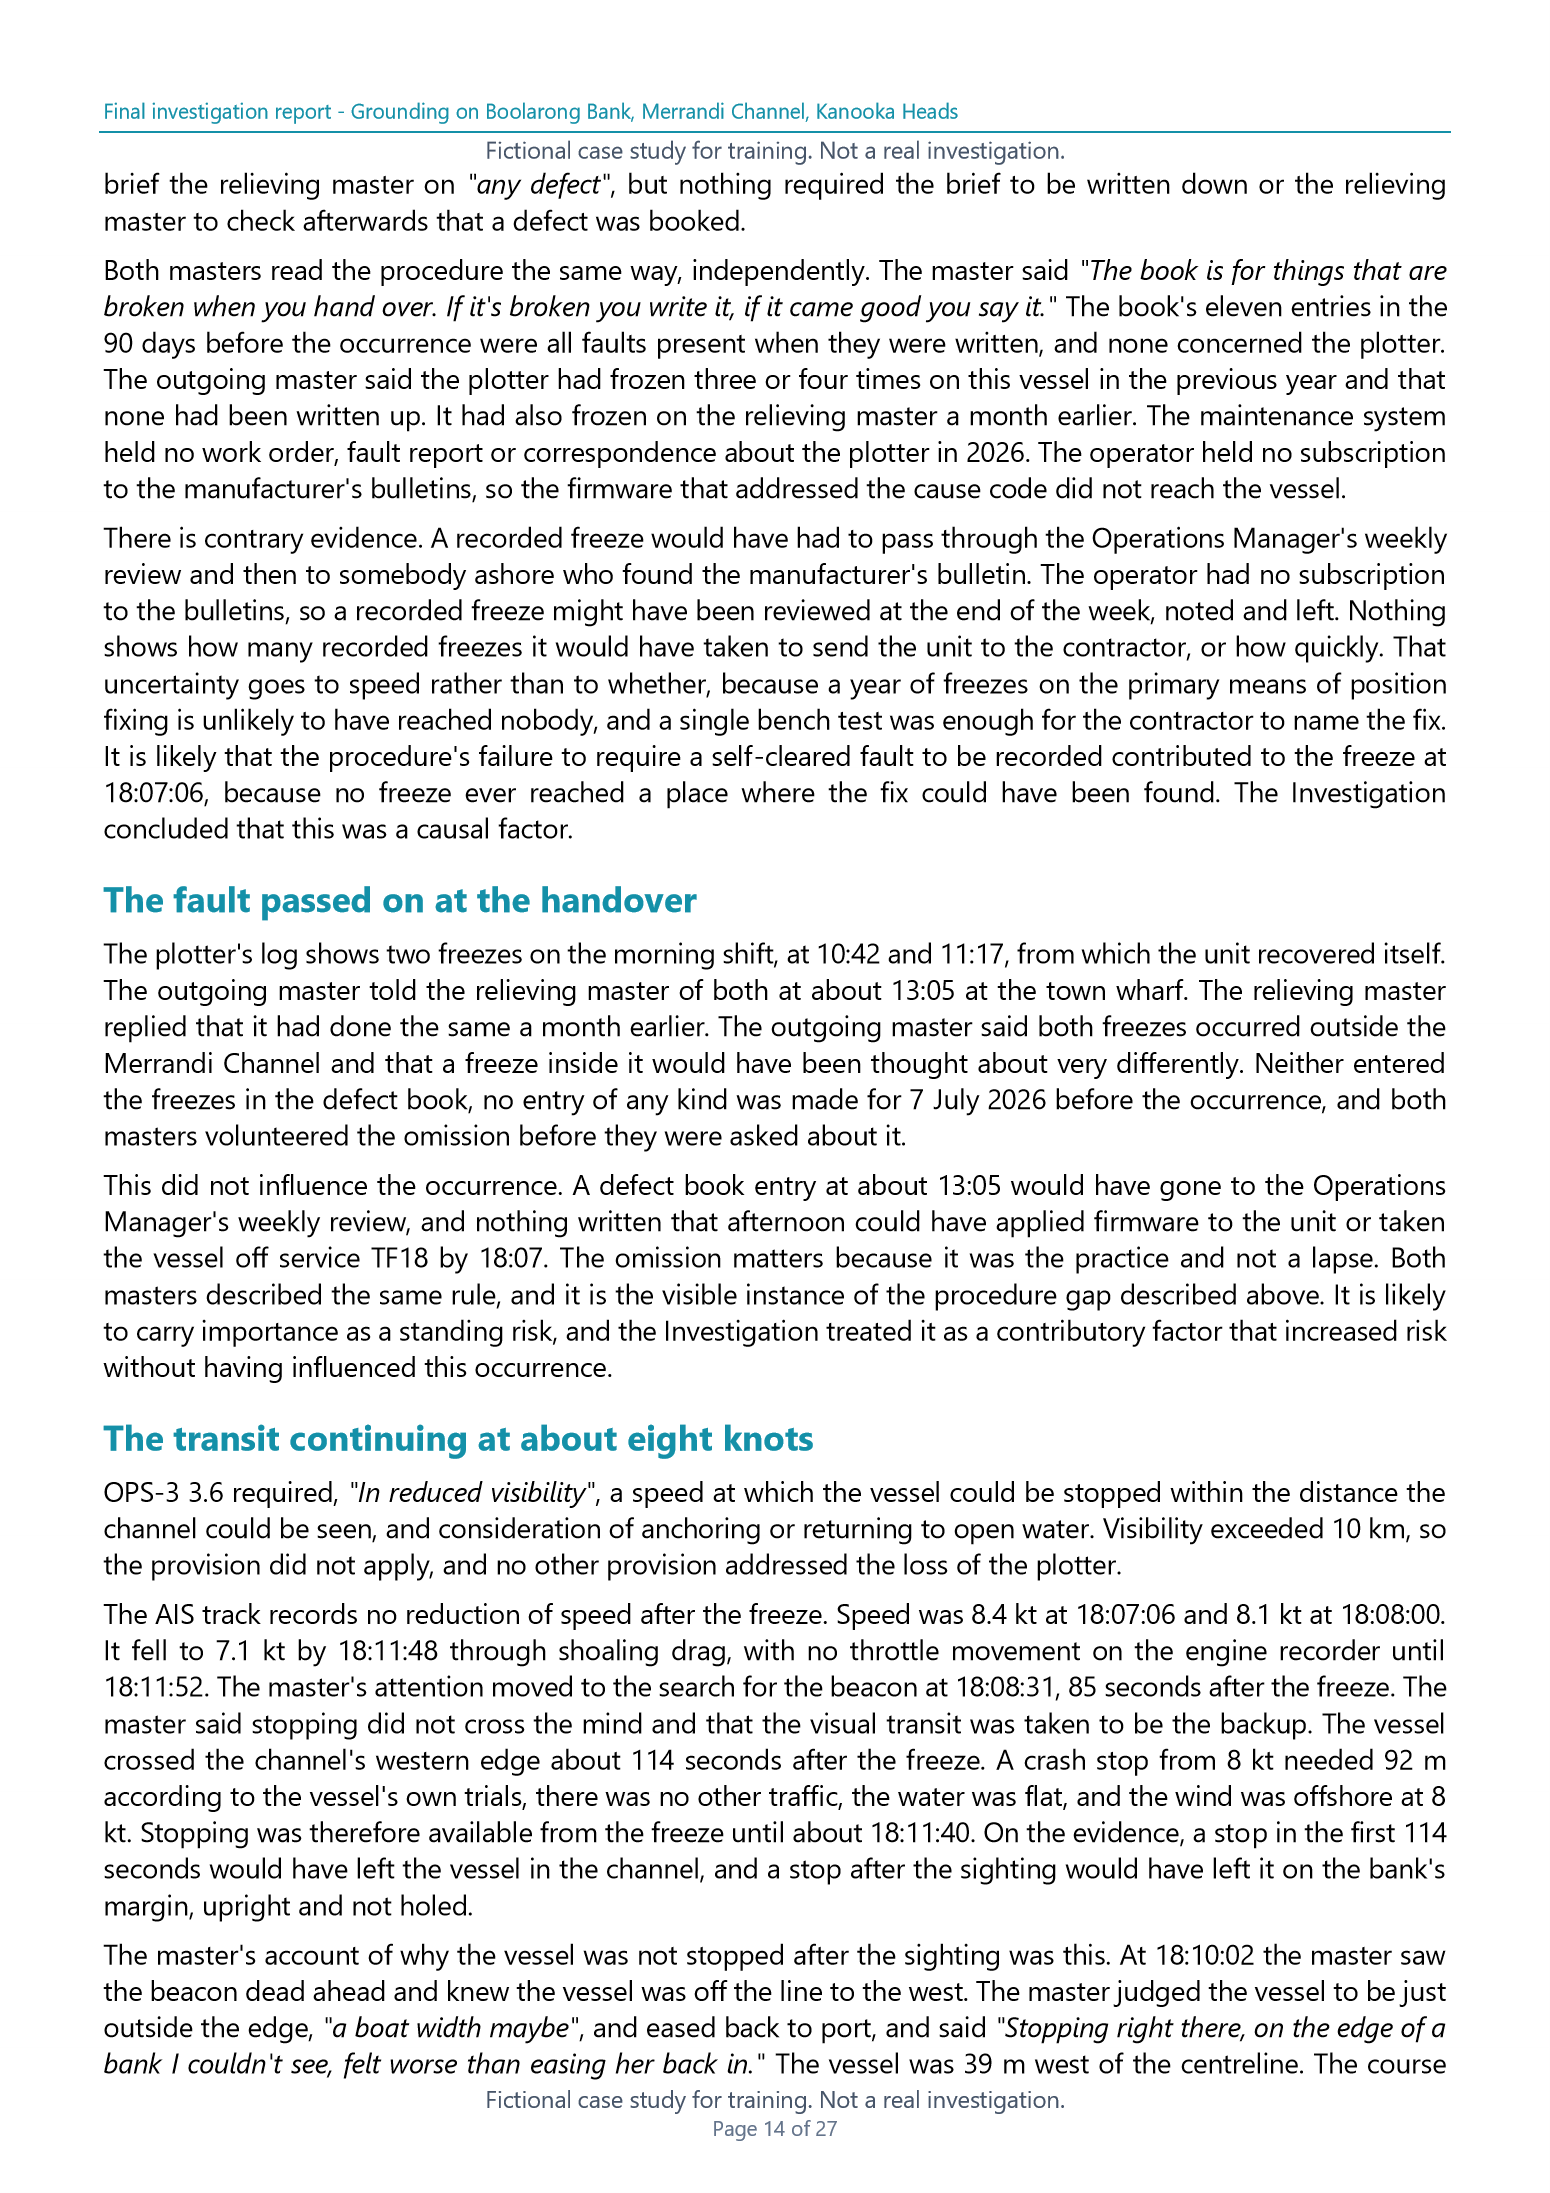 Final investigation report - Grounding on Boolarong Bank, Merrandi Channel, Kanooka Heads
Fictional case study for training. Not a real investigation.
brief the relieving master on "any defect", but nothing required the brief to be written down or the relieving
master to check afterwards that a defect was booked.
Both masters read the procedure the same way, independently. The master said "The book is for things that are
broken when you hand over. If it's broken you write it, if it came good you say it." The book's eleven entries in the
90 days before the occurrence were all faults present when they were written, and none concerned the plotter.
The outgoing master said the plotter had frozen three or four times on this vessel in the previous year and that
none had been written up. It had also frozen on the relieving master a month earlier. The maintenance system
held no work order, fault report or correspondence about the plotter in 2026. The operator held no subscription
to the manufacturer's bulletins, so the firmware that addressed the cause code did not reach the vessel.
There is contrary evidence. A recorded freeze would have had to pass through the Operations Manager's weekly
review and then to somebody ashore who found the manufacturer's bulletin. The operator had no subscription
to the bulletins, so a recorded freeze might have been reviewed at the end of the week, noted and left. Nothing
shows how many recorded freezes it would have taken to send the unit to the contractor, or how quickly. That
uncertainty goes to speed rather than to whether, because a year of freezes on the primary means of position
fixing is unlikely to have reached nobody, and a single bench test was enough for the contractor to name the fix.
It is likely that the procedure's failure to require a self-cleared fault to be recorded contributed to the freeze at
18:07:06, because no freeze ever reached a place where the fix could have been found. The Investigation
concluded that this was a causal factor.
The fault passed on at the handover
The plotter's log shows two freezes on the morning shift, at 10:42 and 11:17, from which the unit recovered itself.
The outgoing master told the relieving master of both at about 13:05 at the town wharf. The relieving master
replied that it had done the same a month earlier. The outgoing master said both freezes occurred outside the
Merrandi Channel and that a freeze inside it would have been thought about very differently. Neither entered
the freezes in the defect book, no entry of any kind was made for 7 July 2026 before the occurrence, and both
masters volunteered the omission before they were asked about it.
This did not influence the occurrence. A defect book entry at about 13:05 would have gone to the Operations
Manager's weekly review, and nothing written that afternoon could have applied firmware to the unit or taken
the vessel off service TF18 by 18:07. The omission matters because it was the practice and not a lapse. Both
masters described the same rule, and it is the visible instance of the procedure gap described above. It is likely
to carry importance as a standing risk, and the Investigation treated it as a contributory factor that increased risk
without having influenced this occurrence.
The transit continuing at about eight knots
OPS-3 3.6 required, "In reduced visibility", a speed at which the vessel could be stopped within the distance the
channel could be seen, and consideration of anchoring or returning to open water. Visibility exceeded 10 km, so
the provision did not apply, and no other provision addressed the loss of the plotter.
The AIS track records no reduction of speed after the freeze. Speed was 8.4 kt at 18:07:06 and 8.1 kt at 18:08:00.
It fell to 7.1 kt by 18:11:48 through shoaling drag, with no throttle movement on the engine recorder until
18:11:52. The master's attention moved to the search for the beacon at 18:08:31, 85 seconds after the freeze. The
master said stopping did not cross the mind and that the visual transit was taken to be the backup. The vessel
crossed the channel's western edge about 114 seconds after the freeze. A crash stop from 8 kt needed 92 m
according to the vessel's own trials, there was no other traffic, the water was flat, and the wind was offshore at 8
kt. Stopping was therefore available from the freeze until about 18:11:40. On the evidence, a stop in the first 114
seconds would have left the vessel in the channel, and a stop after the sighting would have left it on the bank's
margin, upright and not holed.
The master's account of why the vessel was not stopped after the sighting was this. At 18:10:02 the master saw
the beacon dead ahead and knew the vessel was off the line to the west. The master judged the vessel to be just
outside the edge, "a boat width maybe", and eased back to port, and said "Stopping right there, on the edge of a
bank I couldn't see, felt worse than easing her back in." The vessel was 39 m west of the centreline. The course
Fictional case study for training. Not a real investigation.
Page 14 of 27